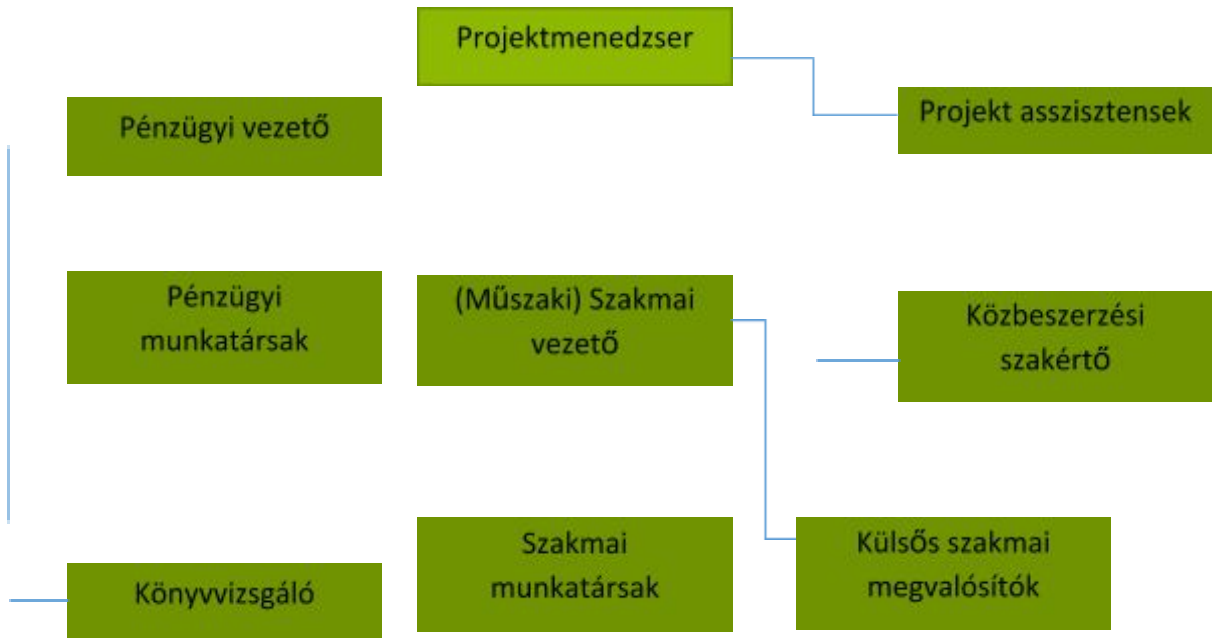 Projektmenedzser
Pénzügyi vezető
Projekt asszisztensek
Pénzügyi
munkatársak
(Műszaki) Szakmai
vezető
Közbeszerzési
szakértő
Könyvvizsgáló
Szakmai
munkatársak
Külsős szakmai
megvalósítók